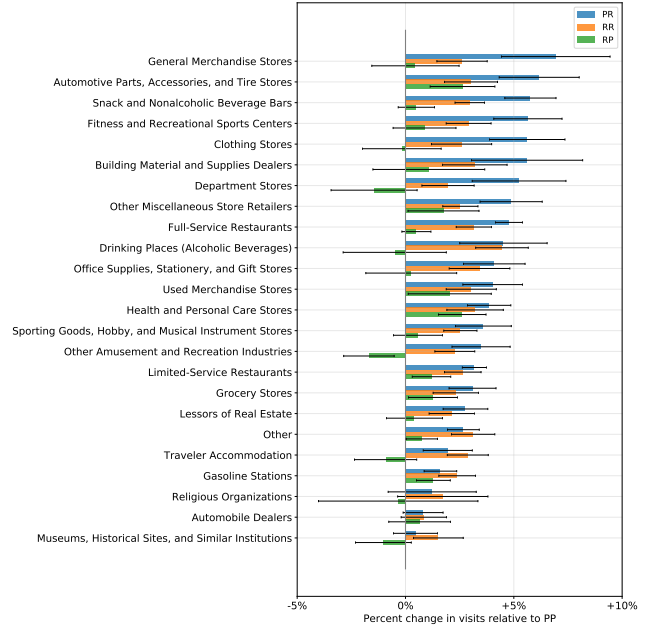 PR
RR
RP
General Merchandise Stores
Automotive Parts, Accessories, and Tire Stores
Snack and Nonalcoholic Beverage Bars
Fitness and Recreational Sports Centers
Clothing Stores
Building Material and Supplies Dealers
Department Stores
Other Miscellaneous Store Retailers
Full-Service Restaurants
Drinking Places (Alcoholic Beverages)
Office Supplies, Stationery, and Gift Stores
Used Merchandise Stores
Health and Personal Care Stores
Sporting Goods, Hobby, and Musical Instrument Stores
Other Amusement and Recreation Industries
Limited-Service Restaurants
Grocery Stores
Lessors of Real Estate
Other
Traveler Accommodation
Gasoline Stations
Religious Organizations
Automobile Dealers
Museums, Historical Sites, and Similar Institutions
-5% 0% +5% +10%
Percent change in visits relative to PP